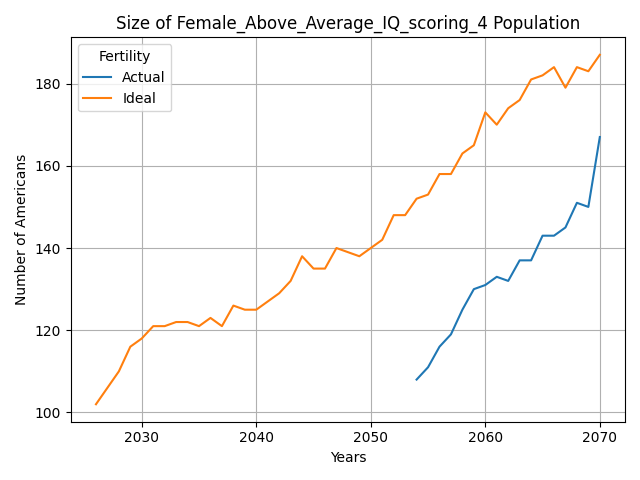 Size of Female_Above_Average_IQ_scoring_4 Population
Fertility
Actual
Ideal
Number of Americans
180
160
140
120
100
2030
2040
2050
2060
2070
Years